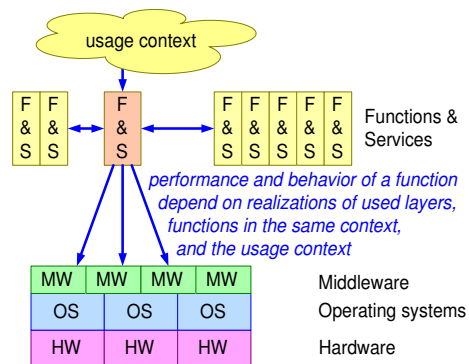 usage context
F F F F F F F F
& & & & & & & &
S S S S S S S S
Functions &
Services
performance and behavior of a function
depend on realizations of used layers,
functions in the same context,
and the usage context
MW MW MW MW
Middleware
OS OS OS
Operating systems
HW HW HW
Hardware